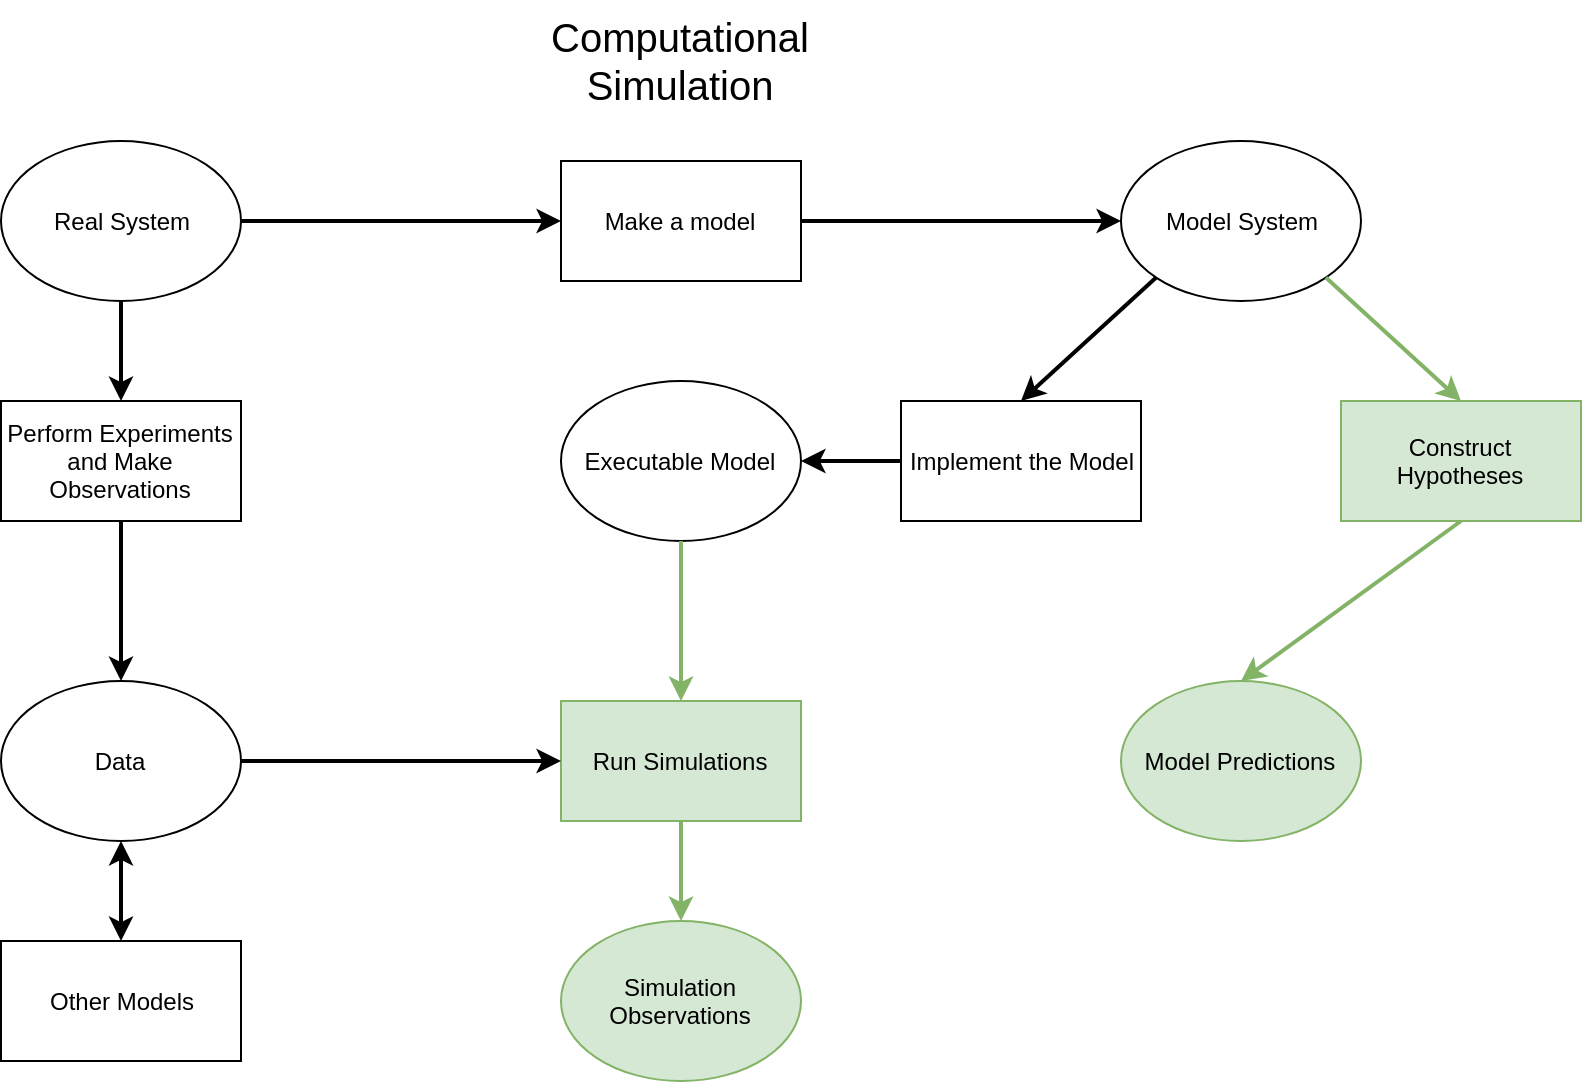 Computational
Simulation
Real System
Make a model
Model System
Perform Experiments
and Make
Observations
Executable Model
Implement the Model
Construct
Hypotheses
Data
Run Simulations
Model Predictions
Other Models
Simulation
Observations